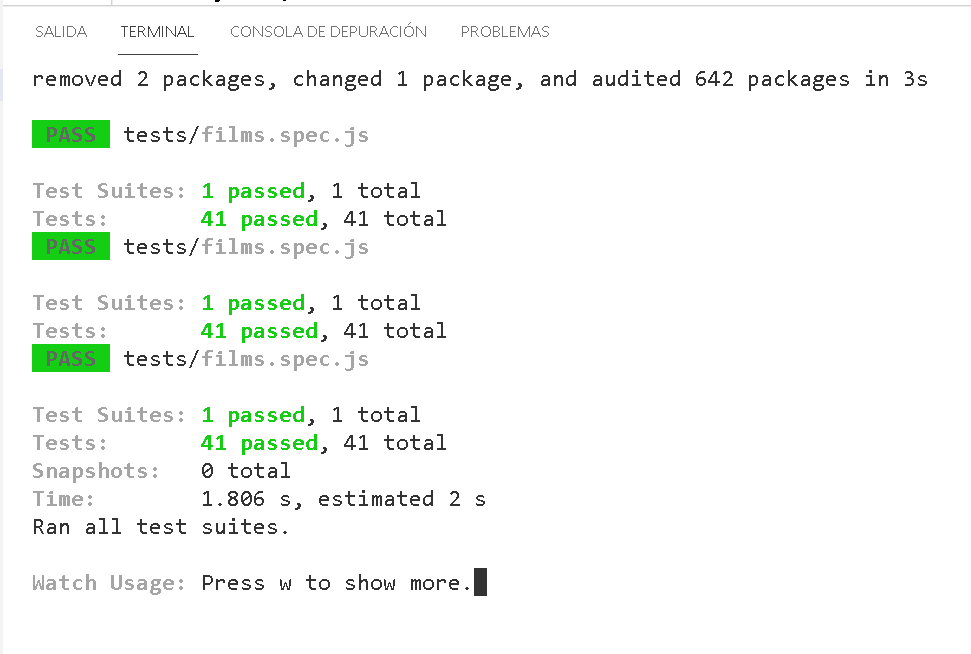 SALIDA TERMINAL CONSOLA DE DEPURACIÓN PROBLEMAS
removed 2 packages, changed 1 package, and audited 642 packages in 3s
PASS tests/films.spec.js
Test Suites: 1 passed, 1 total
Tests: 41 passed, 41 total
PASS tests/films.spec.js
Test Suites: 1 passed, 1 total
Tests: 41 passed, 41 total
PASS tests/films.spec.js
Test Suites: 1 passed, 1 total
Tests: 41 passed, 41 total
Snapshots: 0 total
Time: 1.806 s, estimated 2 s
Ran all test suites.
Watch Usage: Press w to show more.